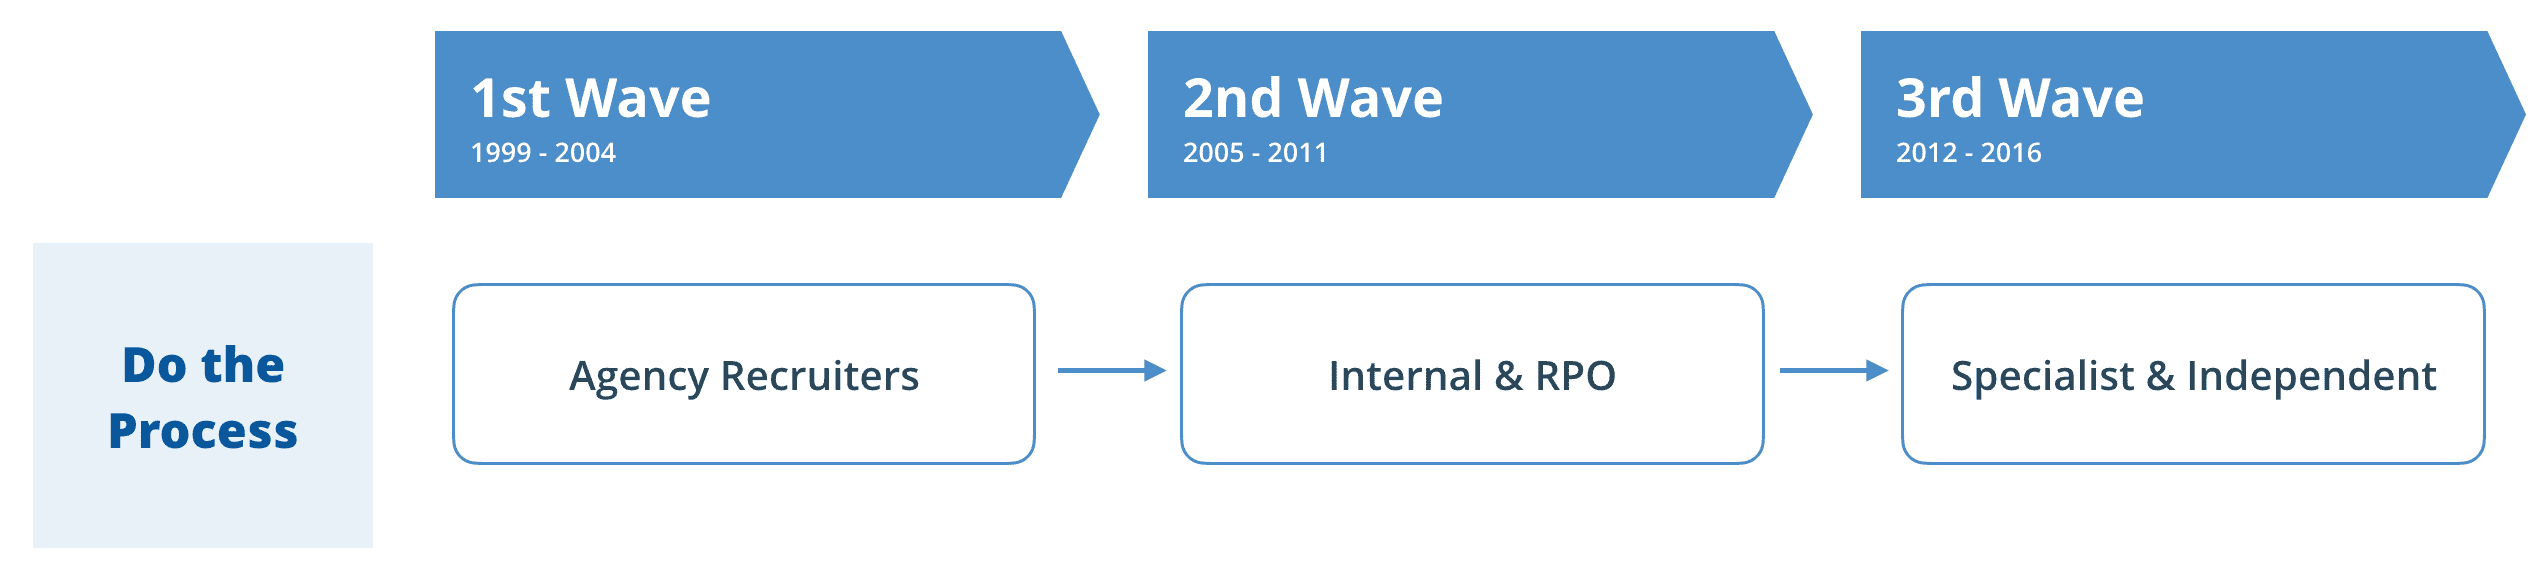 1st Wave
1999 - 2004
2nd Wave
2005 - 2011
3rd Wave
2012 - 2016
Do the
Process
Agency Recruiters
Internal & RPO
Specialist & Independent